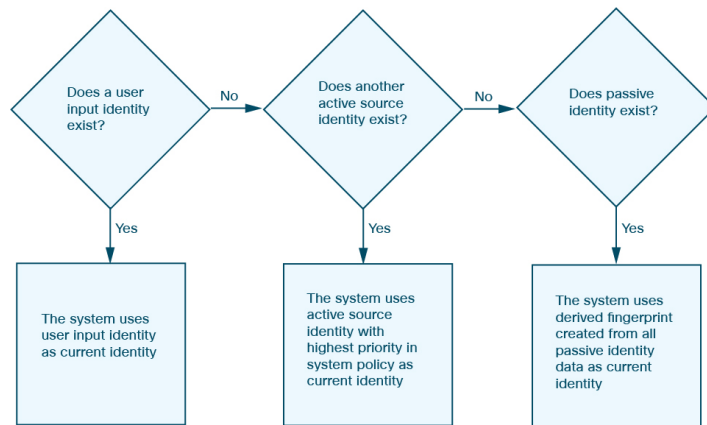 Does a user
input identity
exist?
No
Does another
active source
identity exist?
No
Does passive
identity exist?
Yes
Yes
Yes
The system uses
user input identity
as current identity
The system uses
active source
identity with
highest priority in
system policy as
current identity
The system uses
derived fingerprint
created from all
passive identity
data as current
identity